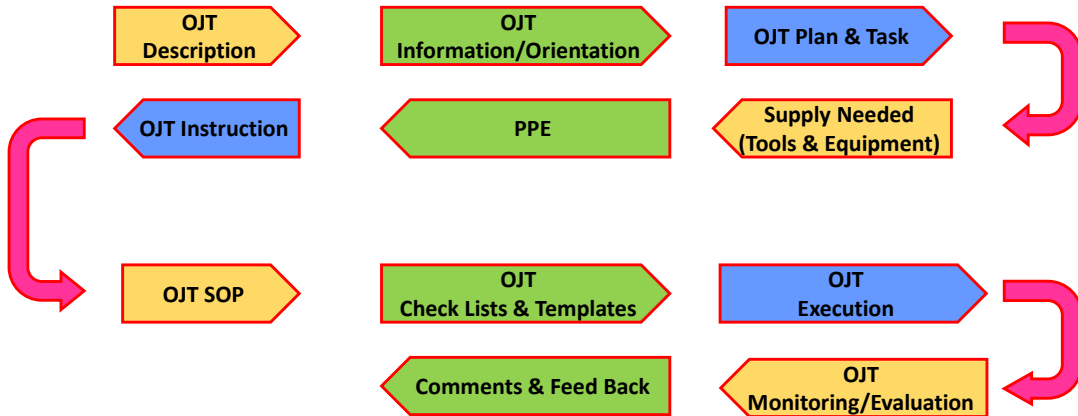 OJT
Description
OJT
Information/Orientation
OJT Plan & Task
Supply Needed
(Tools & Equipment)
PPE
OJT Instruction
OJT SOP
OJT
Check Lists & Templates
OJT
Execution
OJT
Monitoring/Evaluation
Comments & Feed Back